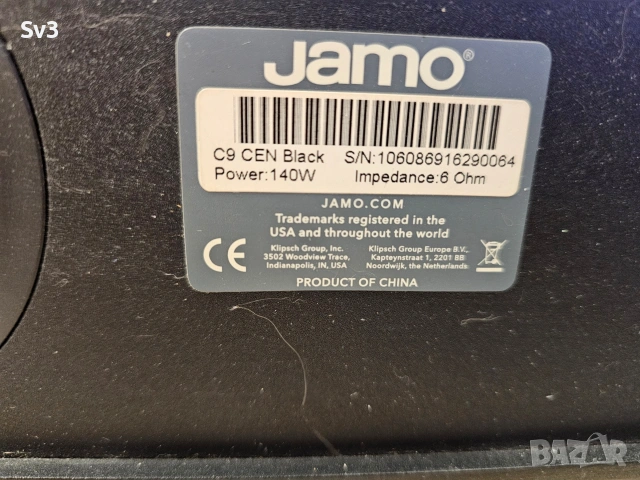 Sv3
Jamo®
C9 CEN Black S/N:106086916290064
Power:140W Impedance:6 Ohm
JAMO.COM
Trademarks registered in the
USA and throughout the world
CE
Klipsch Group, Inc.
3502 Woodview Trace,
Indianapolis, IN, USA
Klipsch Group Europe B.V.,
Kapteynstraat 1, 2201 BB
Noordwijk, the Netherlands.
PRODUCT OF CHINA
BAZAR